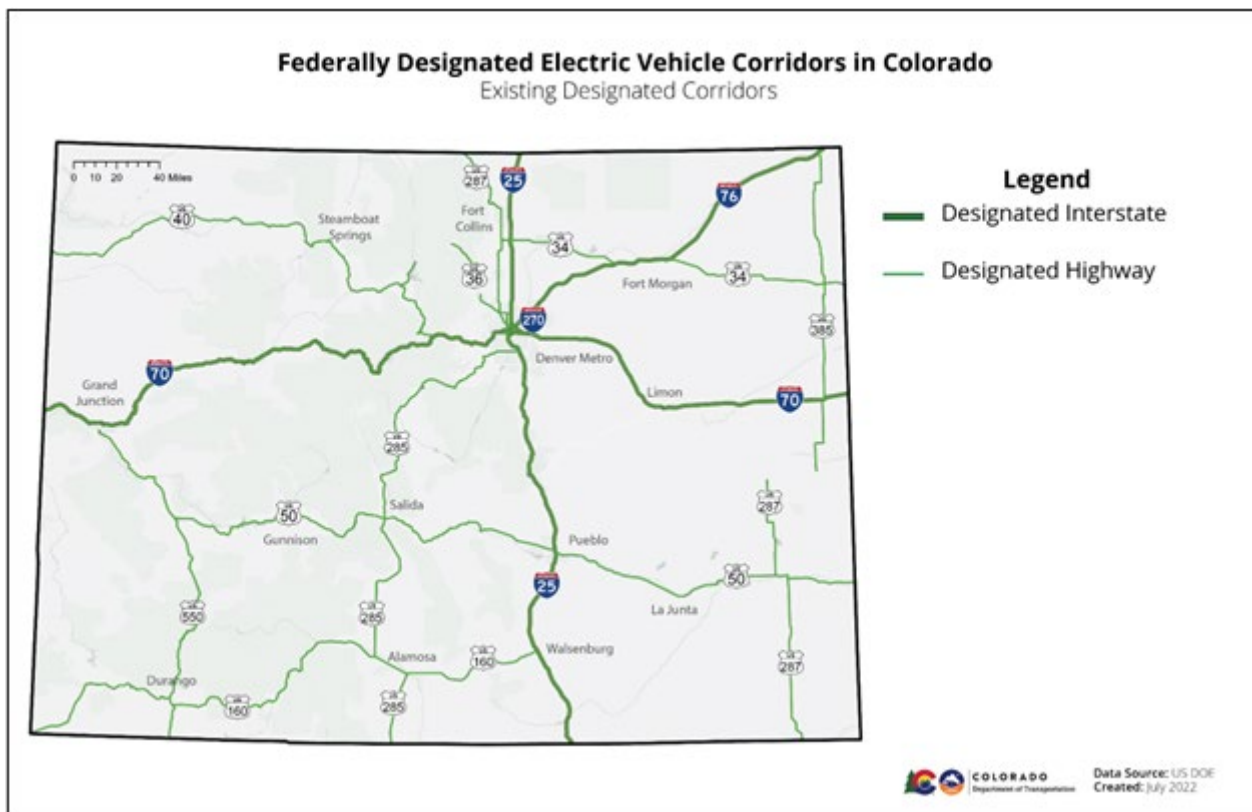 Federally Designated Electric Vehicle Corridors in Colorado
Existing Designated Corridors
0 10 20 40 Miles
Legend
Designated Interstate
Designated Highway
287
25
76
40
Steamboat
Springs
Fort
Collins
34
36
Fort Morgan
34
270
385
Denver Metro
70
Grand
Junction
Limon
70
285
Salida
50
Gunnison
287
Pueblo
25
50
La Junta
550
285
Walsenburg
Alamosa
160
287
Durango
160
285
COLORADO
Department of Transportation
Data Source: US DOE
Created: July 2022